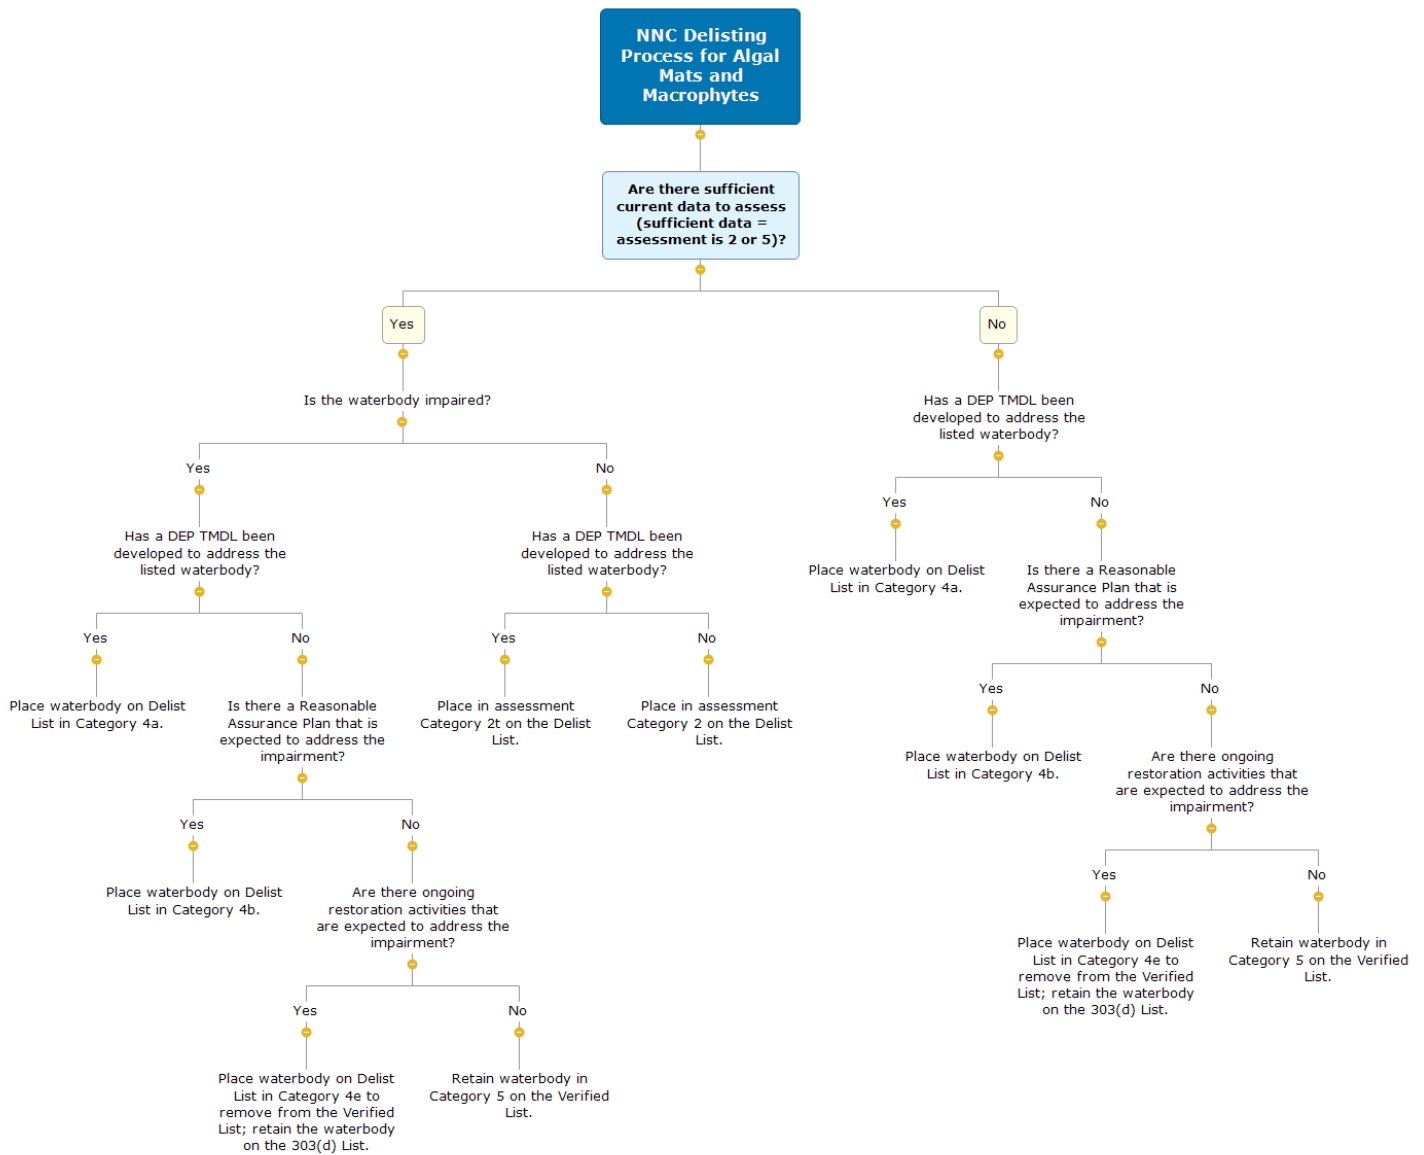 NNC Delisting
Process for Algal
Mats and
Macrophytes
Are there sufficient
current data to assess
(sufficient data =
assessment is 2 or 5)?
Yes
Is the waterbody impaired?
Yes
Has a DEP TMDL been
developed to address the
listed waterbody?
Yes
Place waterbody on Delist
List in Category 4a.
No
Is there a Reasonable
Assurance Plan that is
expected to address the
impairment?
Yes
Place waterbody on Delist
List in Category 4b.
No
Are there ongoing
restoration activities that
are expected to address the
impairment?
Yes
Place waterbody on Delist
List in Category 4e to
remove from the Verified
List; retain the waterbody
on the 303(d) List.
No
Retain waterbody in
Category 5 on the Verified
List.
No
Has a DEP TMDL been
developed to address the
listed waterbody?
Yes
Place in assessment
Category 2t on the Delist
List.
No
Place in assessment
Category 2 on the Delist
List.
No
Has a DEP TMDL been
developed to address the
listed waterbody?
Yes
Place waterbody on Delist
List in Category 4a.
No
Is there a Reasonable
Assurance Plan that is
expected to address the
impairment?
Yes
Place waterbody on Delist
List in Category 4b.
No
Are there ongoing
restoration activities that
are expected to address the
impairment?
Yes
Place waterbody on Delist
List in Category 4e to
remove from the Verified
List; retain the waterbody
on the 303(d) List.
No
Retain waterbody in
Category 5 on the Verified
List.